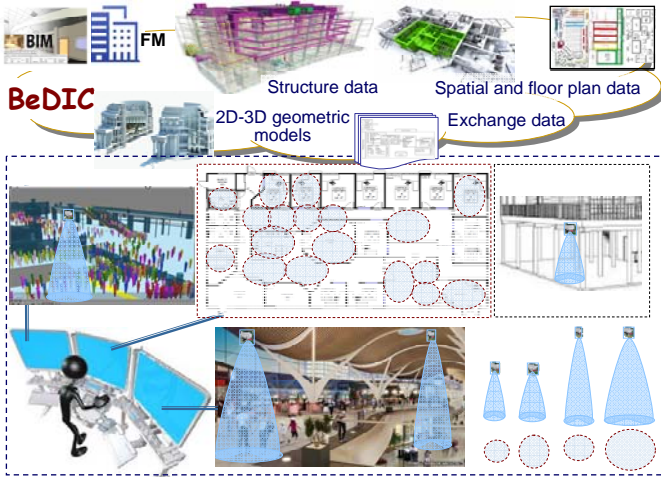 BIM
FM
Structure data
Spatial and floor plan data
BeDIC
2D-3D geometric
models
Exchange data